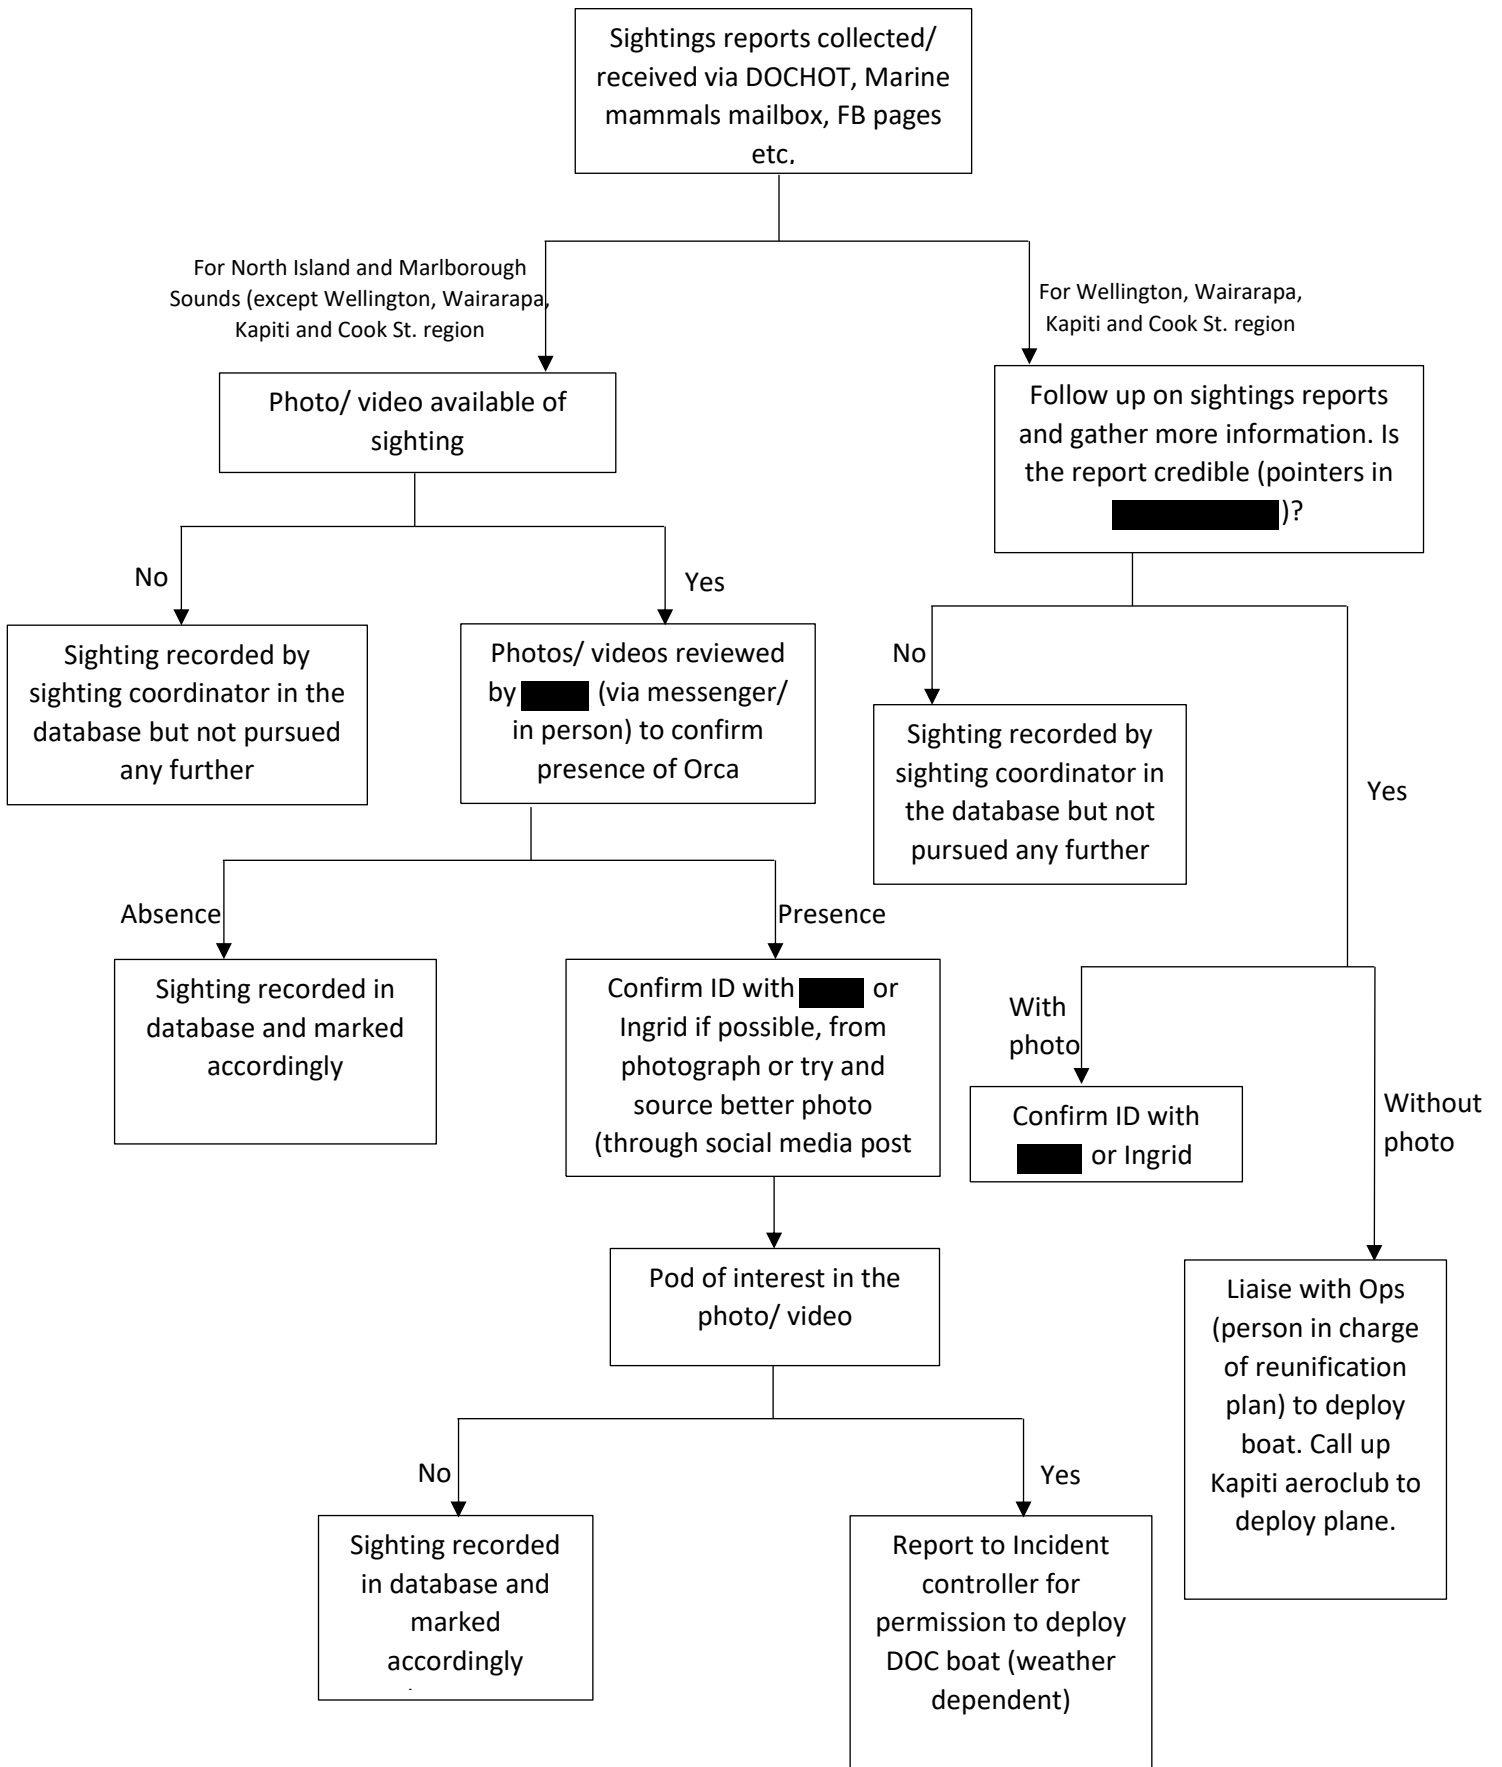 Sightings reports collected/
received via DOCHOT, Marine
mammals mailbox, FB pages
etc.
For North Island and Marlborough
Sounds (except Wellington, Wairarapa,
Kapiti and Cook St. region
For Wellington, Wairarapa,
Kapiti and Cook St. region
Photo/ video available of
sighting
Follow up on sightings reports
and gather more information. Is
the report credible (pointers in
)?
No
Yes
Sighting recorded by
sighting coordinator in the
database but not pursued
any further
Photos/ videos reviewed
by (via messenger/
in person) to confirm
presence of Orca
No
Yes
Sighting recorded by
sighting coordinator in
the database but not
pursued any further
Absence
Presence
Sighting recorded in
database and marked
accordingly
Confirm ID with or
Ingrid if possible, from
photograph or try and
source better photo
(through social media post
With
photo
Without
photo
Confirm ID with
or Ingrid
Pod of interest in the
photo/ video
Liaise with Ops
(person in charge
of reunification
plan) to deploy
boat. Call up
Kapiti aeroclub to
deploy plane.
No
Yes
Sighting recorded
in database and
marked
accordingly
Report to Incident
controller for
permission to deploy
DOC boat (weather
dependent)